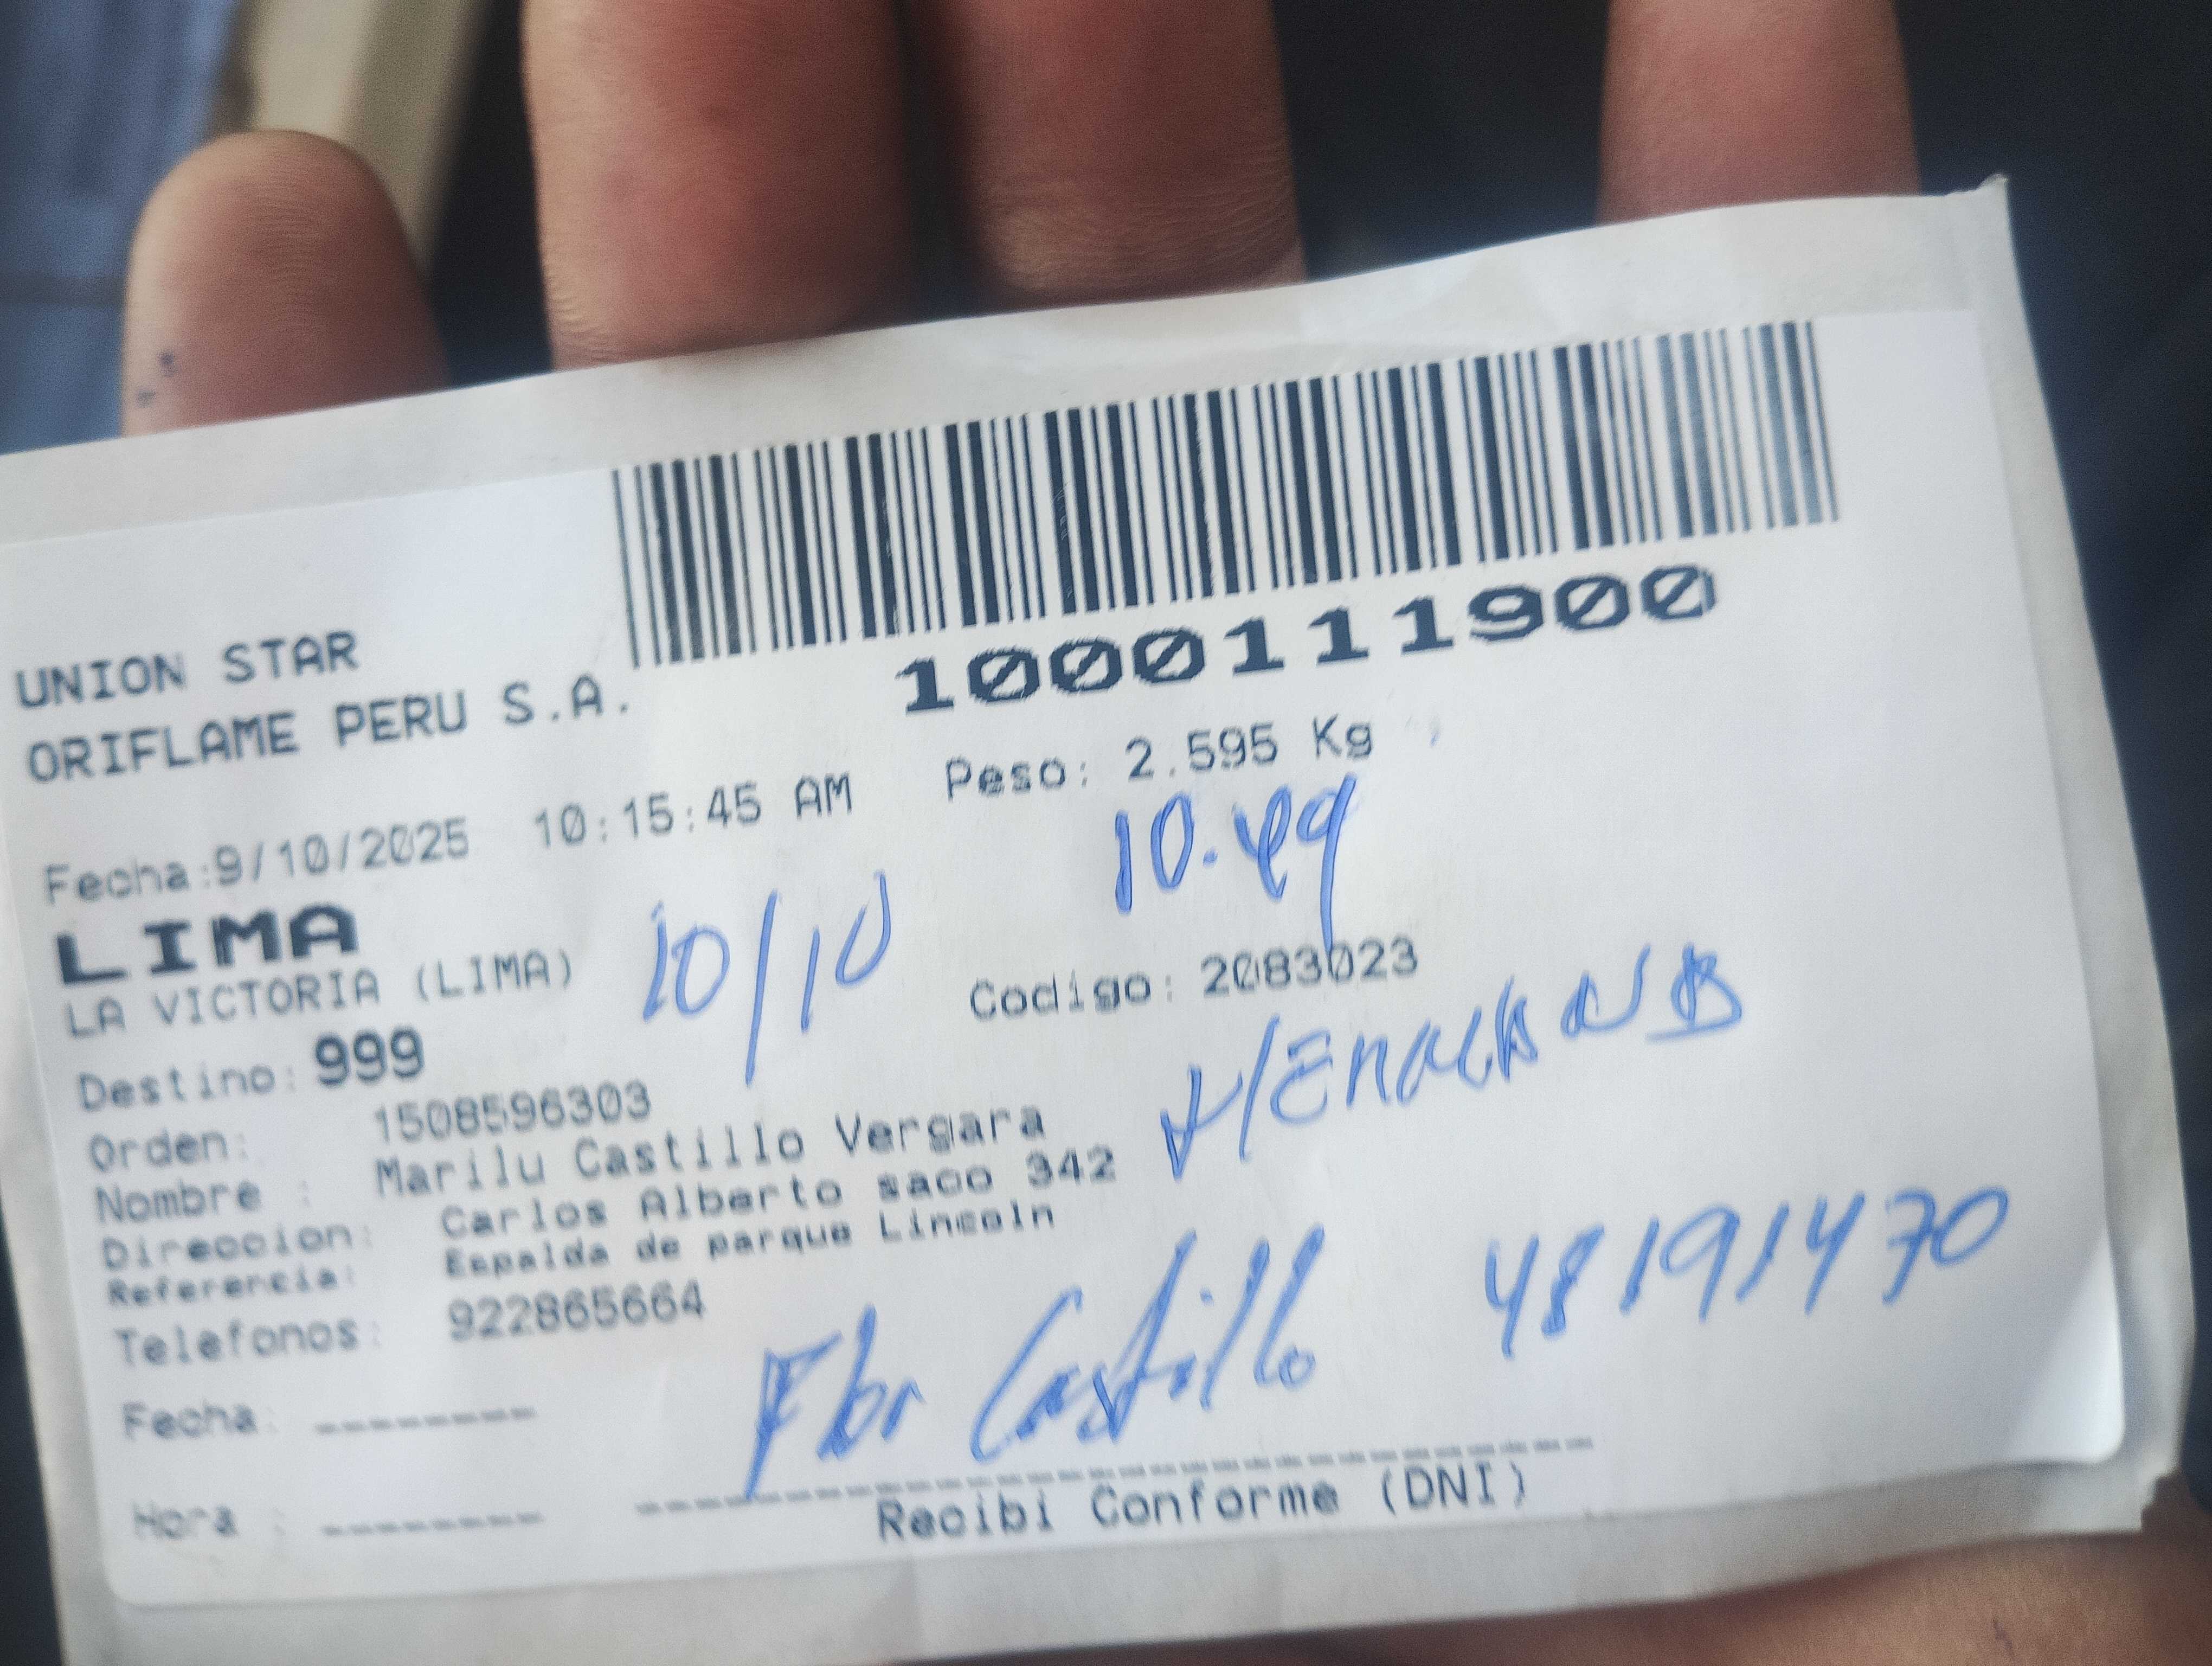 1000111900
UNION STAR
ORIFLAME PERU S.A.
Peso: 2.595 Kg
Fecha:9/10/2025 10:15:45 AM
10.49
LIMA
LA VICTORIA (LIMA)
10/10
Codigo: 2083023
Destino: 999
Orden: 1508596303
Nombre : Marilu Castillo Vergara
Direccion: Carlos Alberto saco 342
Referencia: Espalda de parque Lincoln
Telefonos: 922865664
Flor Castillo 48191470
Fecha: --------
Hora : --------
Recibi Conforme (DNI)